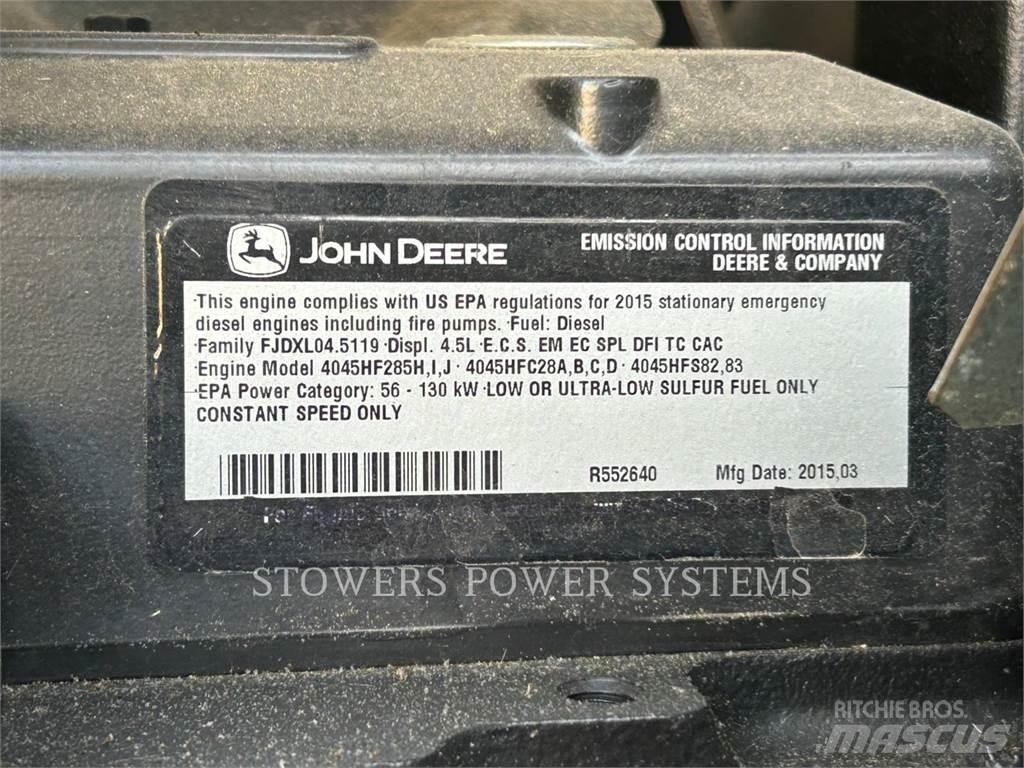 JOHN DEERE
EMISSION CONTROL INFORMATION
DEERE & COMPANY
·This engine complies with US EPA regulations for 2015 stationary emergency
diesel engines including fire pumps. ·Fuel: Diesel
·Family FJDXL04.5119 ·Displ. 4.5L ·E.C.S. EM EC SPL DFI TC CAC
·Engine Model 4045HF285H,I,J · 4045HFC28A,B,C,D · 4045HFS82,83
·EPA Power Category: 56 - 130 kW ·LOW OR ULTRA-LOW SULFUR FUEL ONLY
CONSTANT SPEED ONLY
R552640 Mfg Date: 2015,03
STOWERS POWER SYSTEMS
RITCHIE BROS.
MASCUS